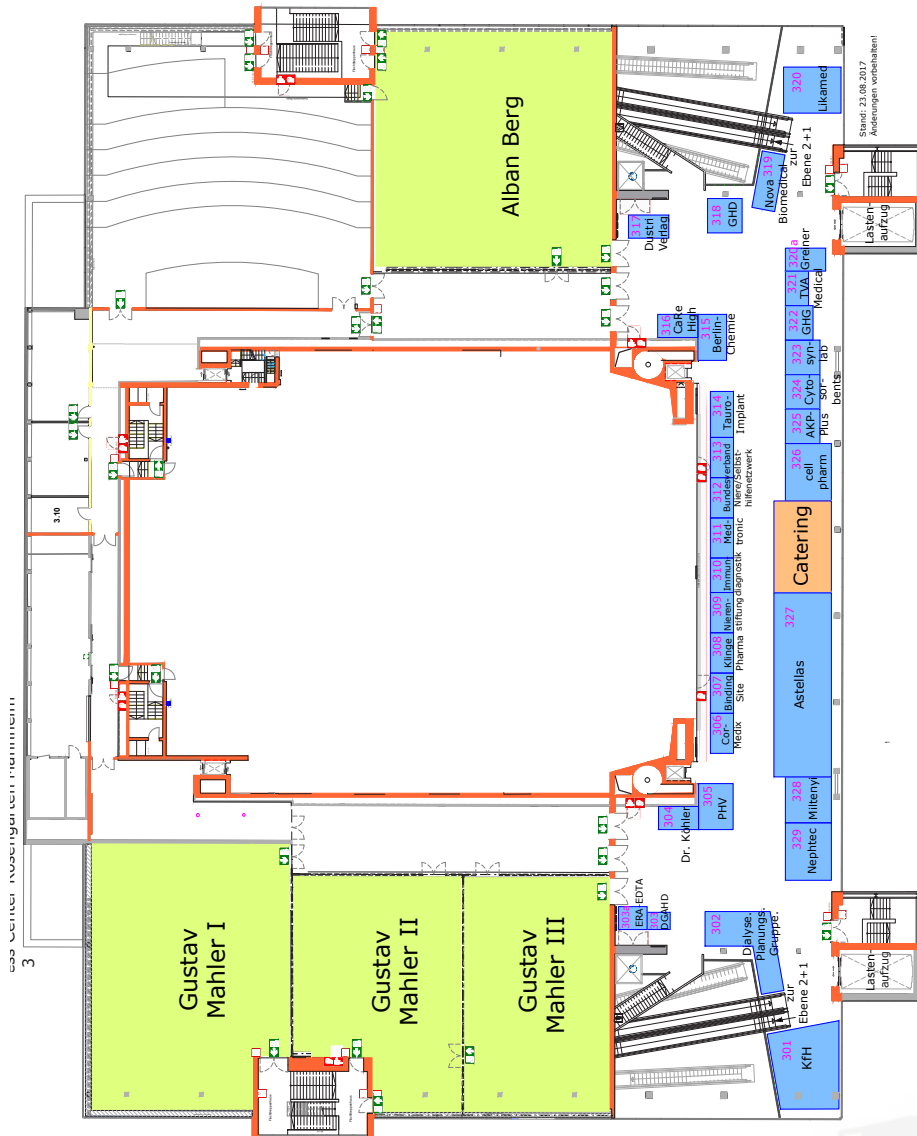 Center Rosengarten Mannheim
3
3.10
Gustav
Mahler I
Gustav
Mahler II
Gustav
Mahler III
Alban Berg
301
KfH
zur
Ebene 2+1
302
Dialyse.
Planungs.
Gruppe.
303
DGAHD
303a
ERA-EDTA
304
Dr. Köhler
305
PHV
306
Cor-
Medix
307
Binding
Site
308
Klinge
Pharma
309
Nieren-
stiftung
310
Immun-
diagnostik
311
Med-
tronic
312
313
Bundesverband
Niere/Selbst-
hilfenetzwerk
314
Tauro-
Implant
315
Berlin-
Chemie
316
CaRe
High
317
Dustri
Verlag
318
GHD
Nova 319
Biomedical
zur
Ebene 2+1
320
Likamed
320a
Greiner
321
TVA
Medical
322
GHG
323
syn-
lab
324
Cyto-
sor-
bents
325
AKP-
Plus
326
cell
pharm
Catering
327
Astellas
328
Miltenyi
329
Nephtec
Lasten-
aufzug
Lasten-
aufzug
Stand: 23.08.2017
Änderungen vorbehalten!